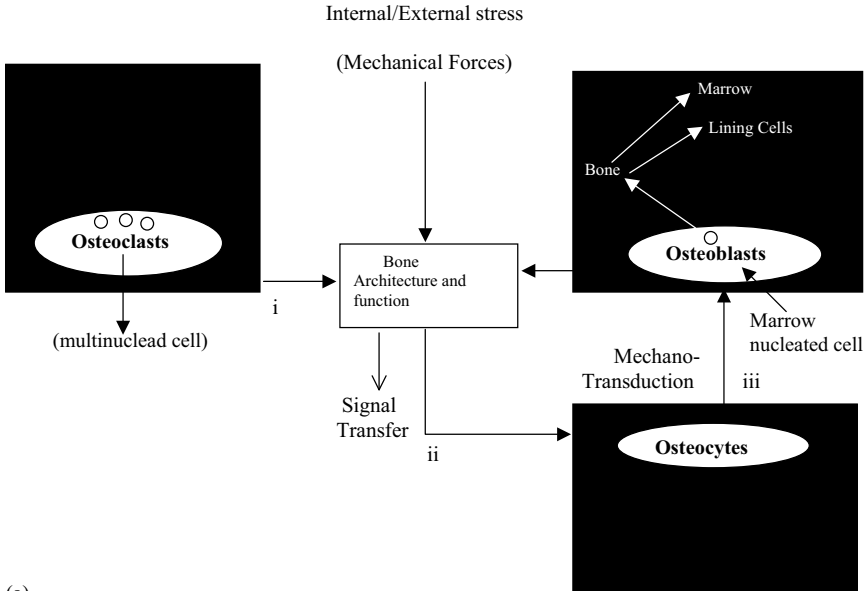 Internal/External stress
(Mechanical Forces)
Marrow
Lining Cells
Bone
Osteoclasts
Osteoblasts
Bone
Architecture and
function
i
(multinuclead cell)
Marrow
nucleated cell
Mechano-
Transduction
iii
Signal
Transfer
ii
Osteocytes